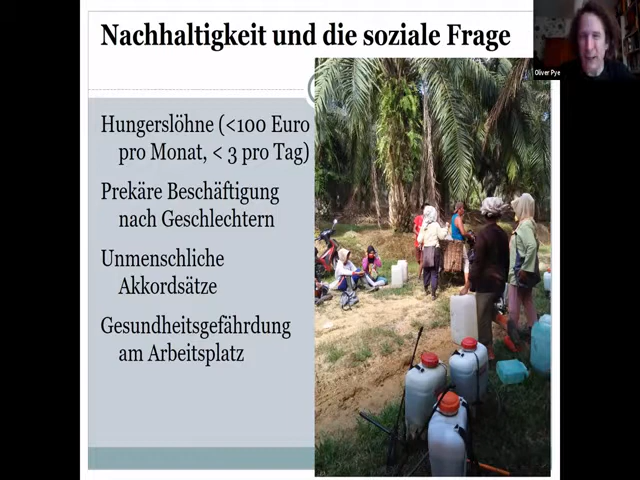 Nachhaltigkeit und die soziale Frage
Hungerslöhne (<100 Euro
pro Monat, < 3 pro Tag)
Prekäre Beschäftigung
nach Geschlechtern
Unmenschliche
Akkordsätze
Gesundheitsgefährdung
am Arbeitsplatz
Oliver Pye